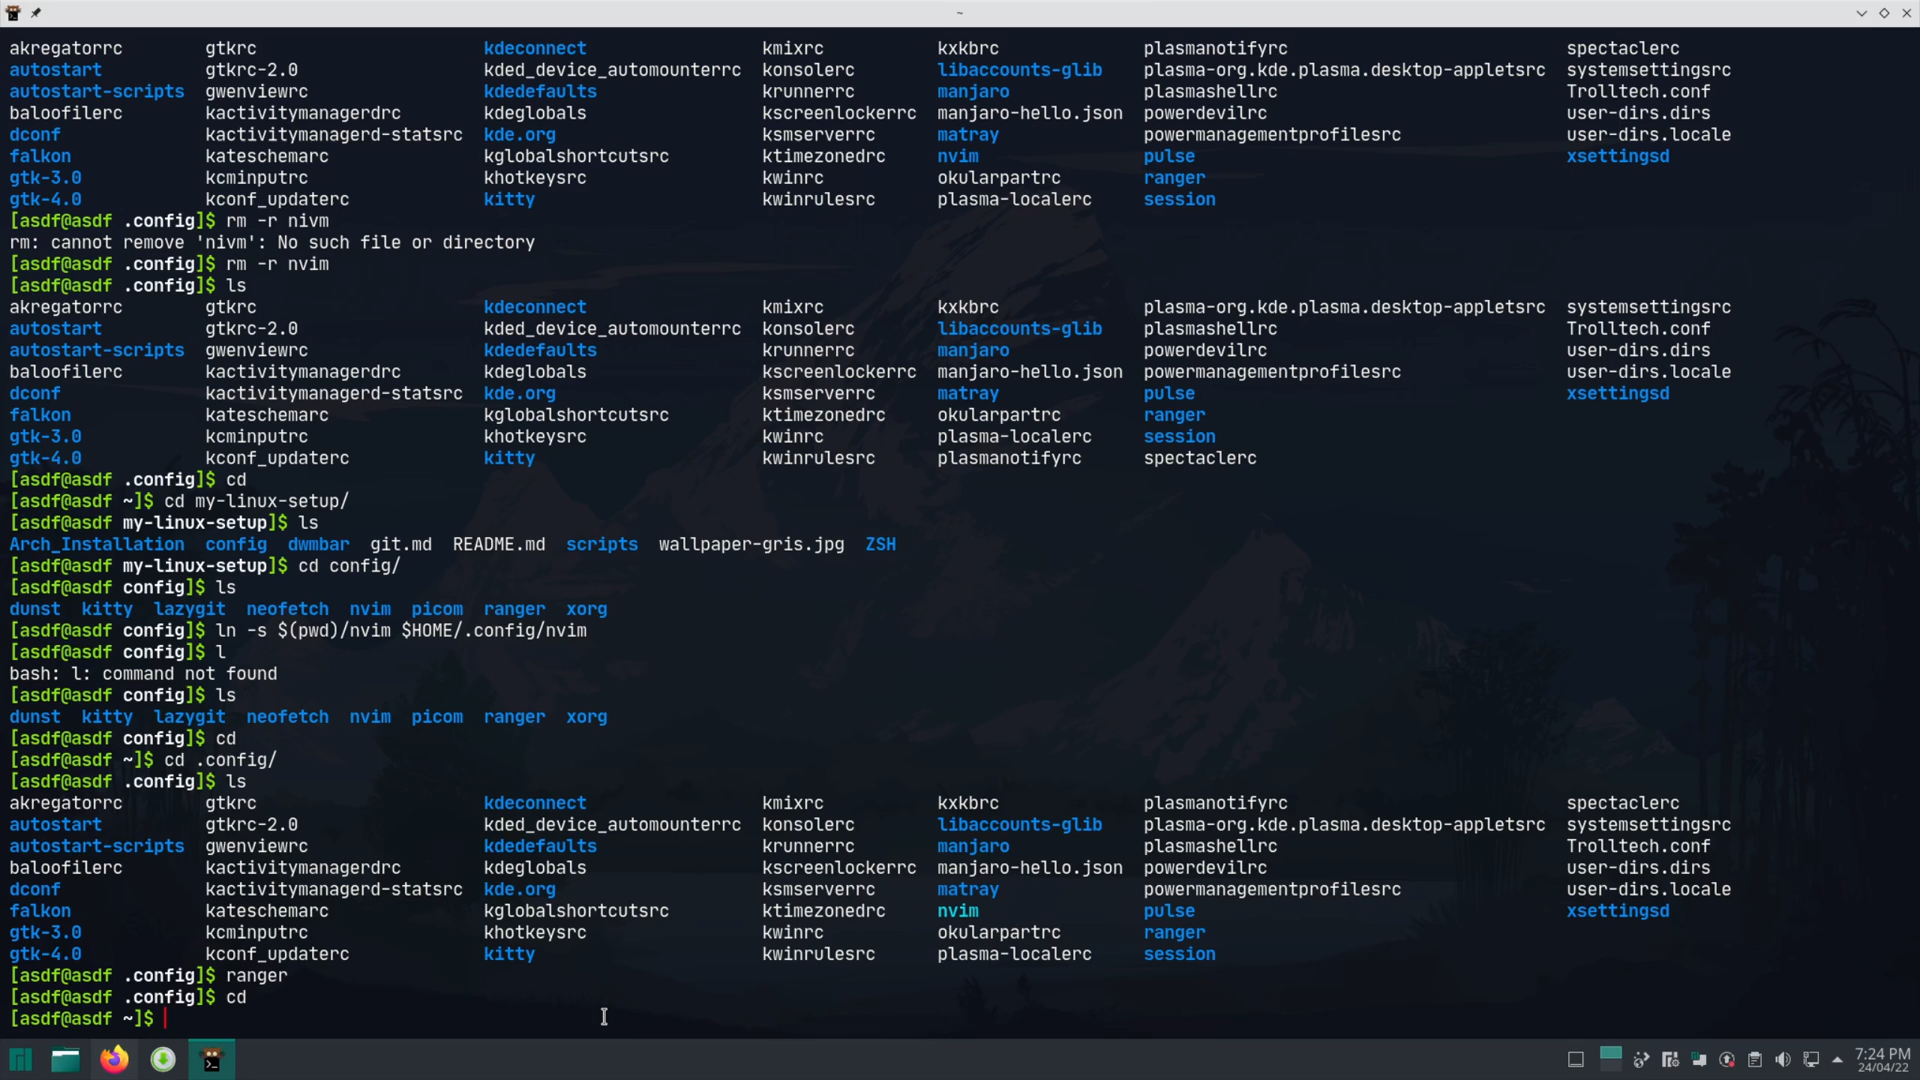 ~
akregatorrc gtkrc kdeconnect kmixrc kxkbrc plasmanotifyrc spectaclerc
autostart gtkrc-2.0 kded_device_automounterrc konsolerc libaccounts-glib plasma-org.kde.plasma.desktop-appletsrc systemsettingsrc
autostart-scripts gwenviewrc kdedefaults krunnerrc manjaro plasmashellrc Trolltech.conf
baloofilerc kactivitymanagerdrc kdeglobals kscreenlockerrc manjaro-hello.json powerdevilrc user-dirs.dirs
dconf kactivitymanagerd-statsrc kde.org ksmserverrc matray powermanagementprofilesrc user-dirs.locale
falkon kateschemarc kglobalshortcutsrc ktimezonedrc nvim pulse xsettingsd
gtk-3.0 kcminputrc khotkeysrc kwinrc okularpartrc ranger
gtk-4.0 kconf_updaterc kitty kwinrulesrc plasma-localerc session
[asdf@asdf .config]$ rm -r nivm
rm: cannot remove 'nivm': No such file or directory
[asdf@asdf .config]$ rm -r nvim
[asdf@asdf .config]$ ls
akregatorrc gtkrc kdeconnect kmixrc kxkbrc plasma-org.kde.plasma.desktop-appletsrc systemsettingsrc
autostart gtkrc-2.0 kded_device_automounterrc konsolerc libaccounts-glib plasmashellrc Trolltech.conf
autostart-scripts gwenviewrc kdedefaults krunnerrc manjaro powerdevilrc user-dirs.dirs
baloofilerc kactivitymanagerdrc kdeglobals kscreenlockerrc manjaro-hello.json powermanagementprofilesrc user-dirs.locale
dconf kactivitymanagerd-statsrc kde.org ksmserverrc matray pulse xsettingsd
falkon kateschemarc kglobalshortcutsrc ktimezonedrc okularpartrc ranger
gtk-3.0 kcminputrc khotkeysrc kwinrc plasma-localerc session
gtk-4.0 kconf_updaterc kitty kwinrulesrc plasmanotifyrc spectaclerc
[asdf@asdf .config]$ cd
[asdf@asdf ~]$ cd my-linux-setup/
[asdf@asdf my-linux-setup]$ ls
Arch_Installation config dwmbar git.md README.md scripts wallpaper-gris.jpg ZSH
[asdf@asdf my-linux-setup]$ cd config/
[asdf@asdf config]$ ls
dunst kitty lazygit neofetch nvim picom ranger xorg
[asdf@asdf config]$ ln -s $(pwd)/nvim $HOME/.config/nvim
[asdf@asdf config]$ l
bash: l: command not found
[asdf@asdf config]$ ls
dunst kitty lazygit neofetch nvim picom ranger xorg
[asdf@asdf config]$ cd
[asdf@asdf ~]$ cd .config/
[asdf@asdf .config]$ ls
akregatorrc gtkrc kdeconnect kmixrc kxkbrc plasmanotifyrc spectaclerc
autostart gtkrc-2.0 kded_device_automounterrc konsolerc libaccounts-glib plasma-org.kde.plasma.desktop-appletsrc systemsettingsrc
autostart-scripts gwenviewrc kdedefaults krunnerrc manjaro plasmashellrc Trolltech.conf
baloofilerc kactivitymanagerdrc kdeglobals kscreenlockerrc manjaro-hello.json powerdevilrc user-dirs.dirs
dconf kactivitymanagerd-statsrc kde.org ksmserverrc matray powermanagementprofilesrc user-dirs.locale
falkon kateschemarc kglobalshortcutsrc ktimezonedrc nvim pulse xsettingsd
gtk-3.0 kcminputrc khotkeysrc kwinrc okularpartrc ranger
gtk-4.0 kconf_updaterc kitty kwinrulesrc plasma-localerc session
[asdf@asdf .config]$ ranger
[asdf@asdf .config]$ cd
[asdf@asdf ~]$
7:24 PM
24/04/22